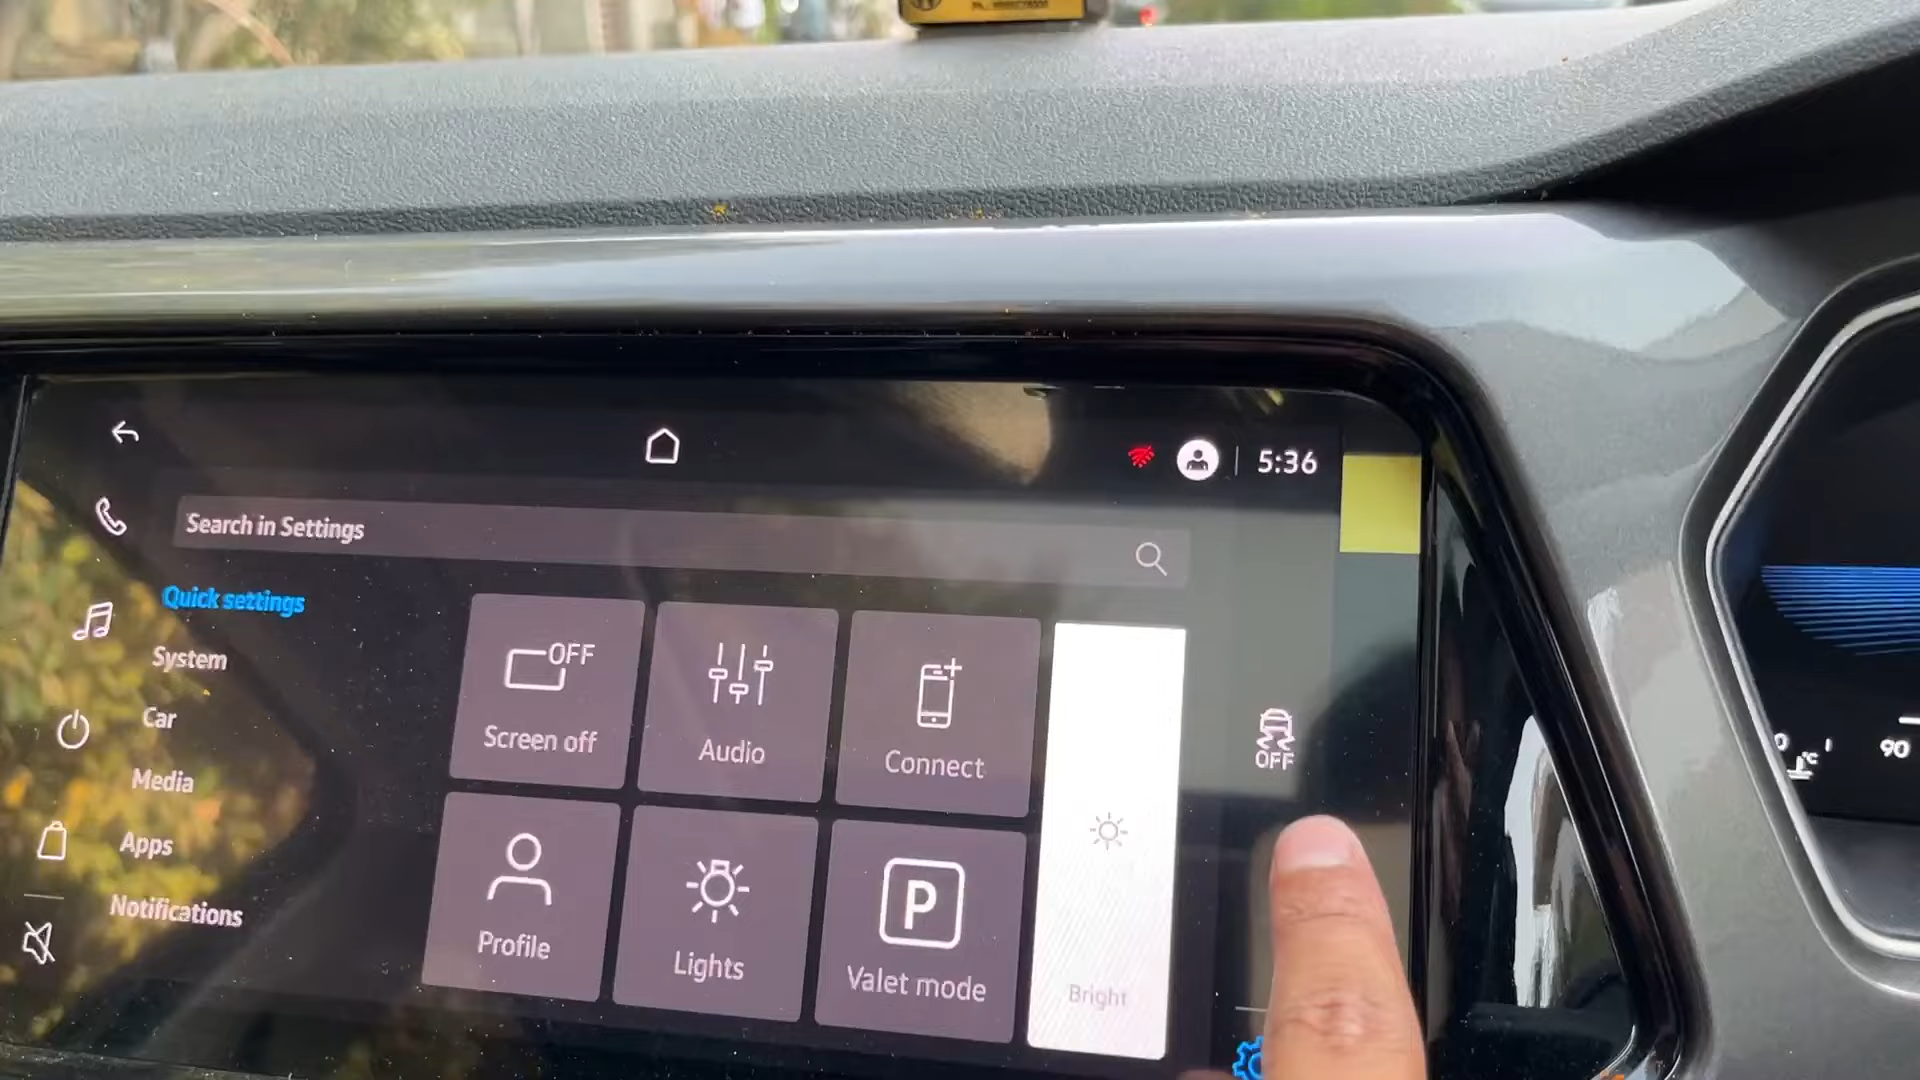 5:36
Search in Settings
Quick settings
System
Car
Media
Apps
Notifications
OFF
Screen off
Audio
Connect
Profile
Lights
P
Valet mode
Bright
OFF
90
°C